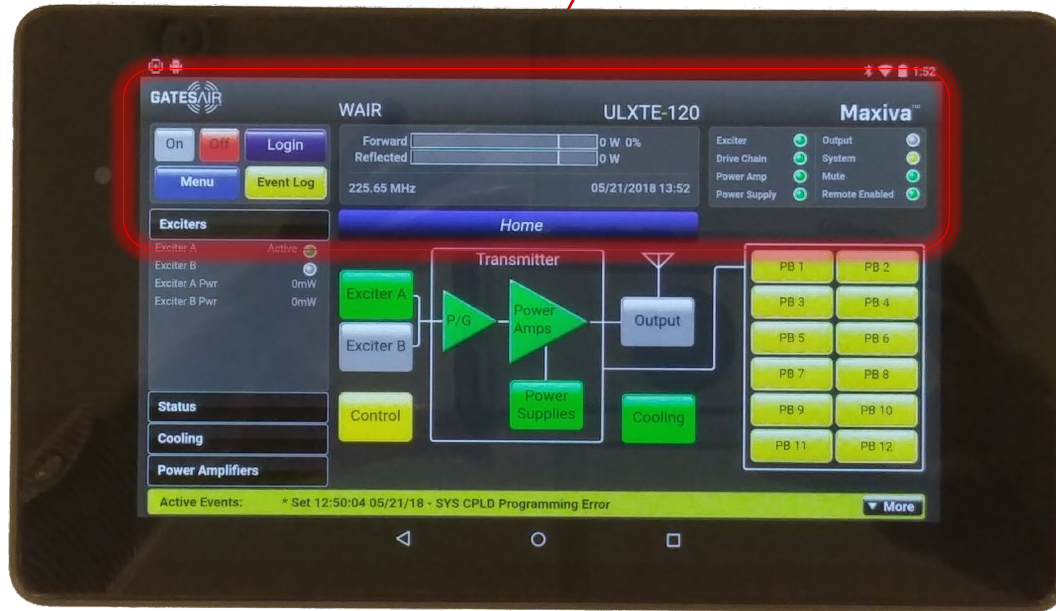 1:52
GATESAIR
WAIR
ULXTE-120
Maxiva™
On
Off
Login
Menu
Event Log
Forward
0 W 0%
Reflected
0 W
225.65 MHz
05/21/2018 13:52
Exciter
Output
Drive Chain
System
Power Amp
Mute
Power Supply
Remote Enabled
Home
Exciters
Exciter A Active
Exciter B
Exciter A Pwr 0mW
Exciter B Pwr 0mW
Status
Cooling
Power Amplifiers
Transmitter
Exciter A
Exciter B
P/G
Power
Amps
Output
Power
Supplies
Control
Cooling
PB 1
PB 2
PB 3
PB 4
PB 5
PB 6
PB 7
PB 8
PB 9
PB 10
PB 11
PB 12
Active Events: * Set 12:50:04 05/21/18 - SYS CPLD Programming Error
▼ More